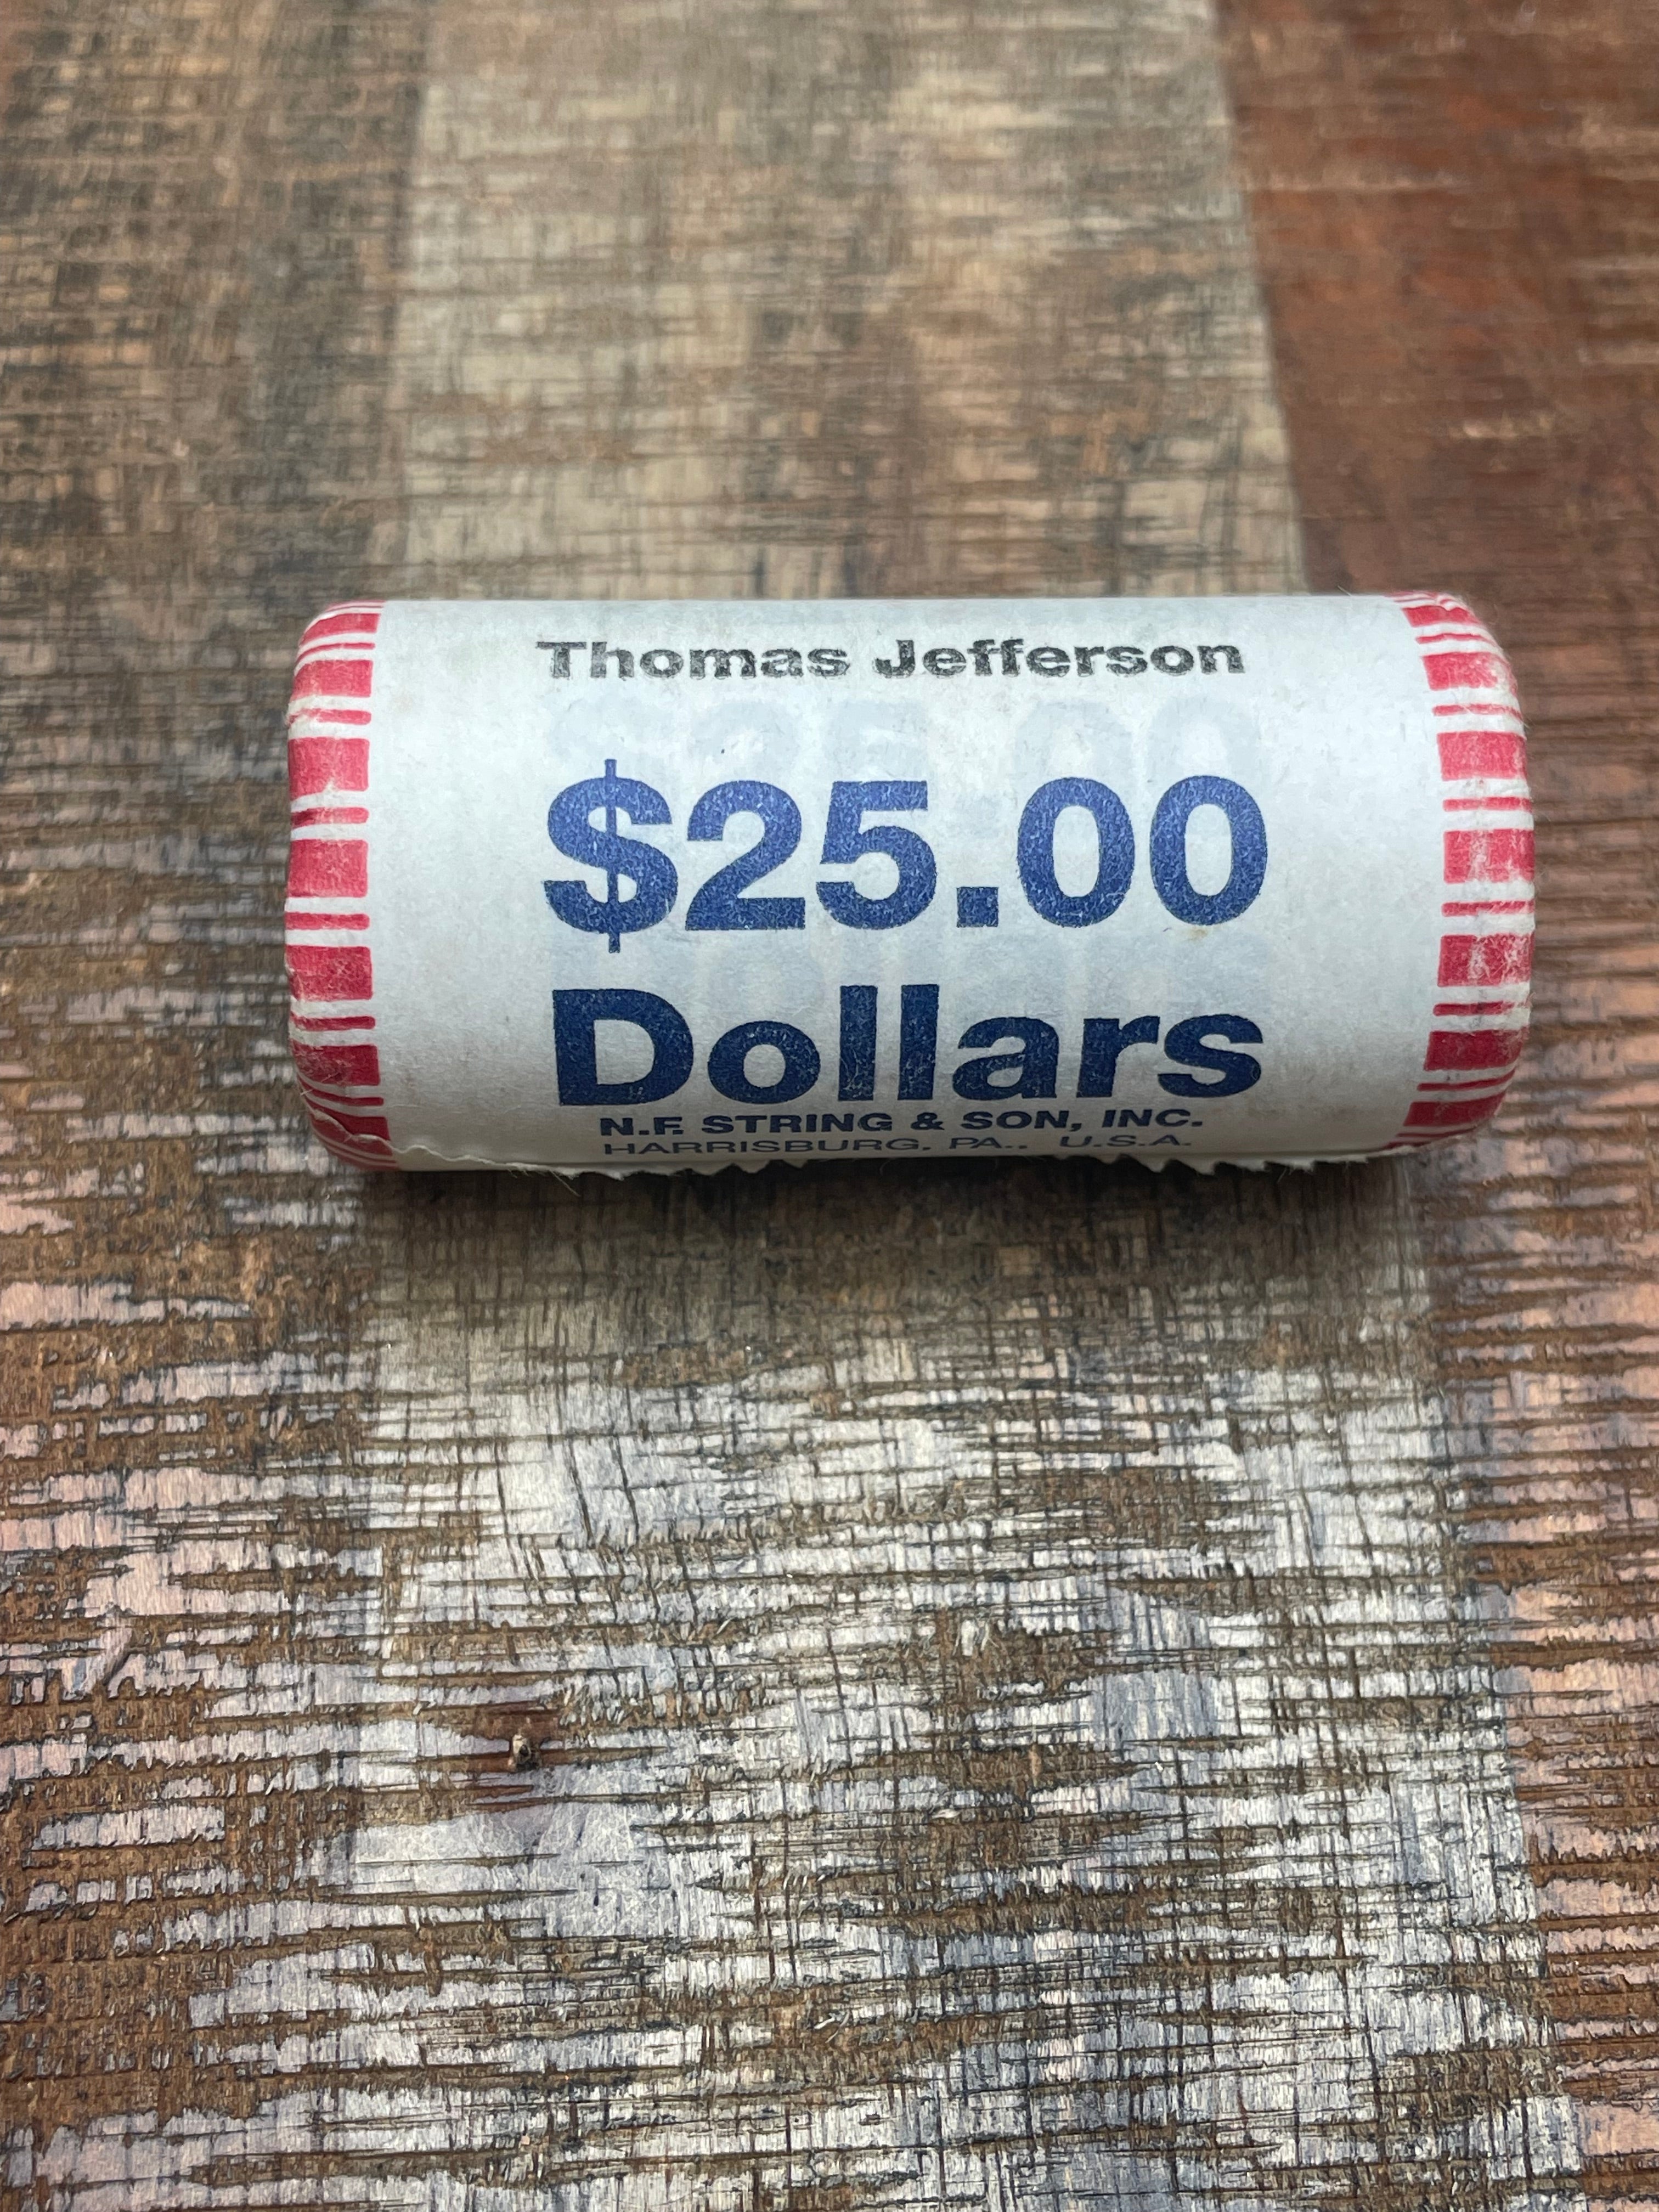 Thomas Jefferson
$25.00
Dollars
N.F. STRING & SON, INC.
HARRISBURG, PA., U.S.A.